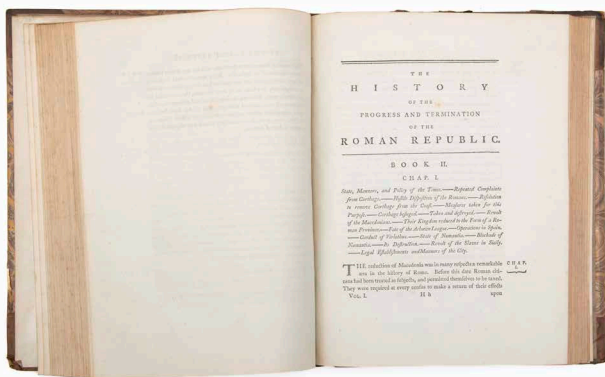 THE
HISTORY
OF THE
PROGRESS AND TERMINATION
OF THE
ROMAN REPUBLIC.
BOOK II.
CHAP. I.
State, Manners, and Policy of the Times.——Repeated Complaints
from Carthage.——Hostile Disposition of the Romans.——Resolution
to remove Carthage from the Coast.——Measures taken for this
Purpose.——Carthage besieged.——Taken and destroyed.——Revolt
of the Macedonians.——Their Kingdom reduced to the Form of a Ro-
man Province.——Fate of the Achæan League.——Operations in Spain.
——Conduct of Viriathus.——State of Numantia.——Blockade of
Numantia.——Its Destruction.——Revolt of the Slaves in Sicily.
——Legal Establishments and Manners of the City.
THE reduction of Macedonia was in many respects a remarkable
æra in the history of Rome. Before this date Roman citi-
zens had been treated as subjects, and permitted themselves to be taxed.
They were required at every census to make a return of their effects
CHAP.
I.
VOL. I. H h upon